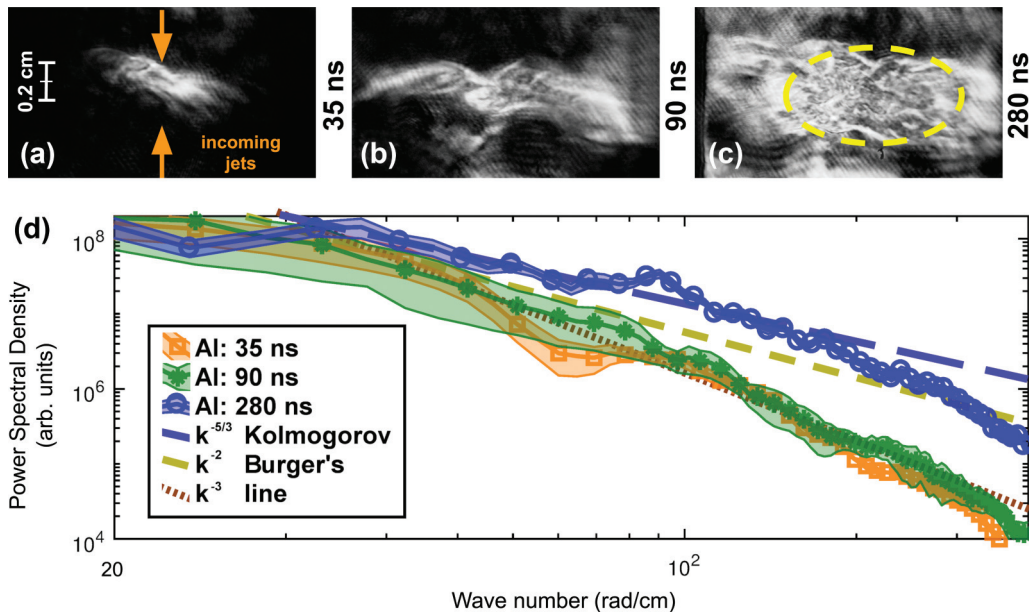 0.2 cm
(a)
incoming
jets
35 ns
(b)
90 ns
(c)
280 ns
(d)
Power Spectral Density
(arb. units)
10^8
10^6
10^4
Al: 35 ns
Al: 90 ns
Al: 280 ns
k^-5/3 Kolmogorov
k^-2 Burger's
k^-3 line
20
10^2
Wave number (rad/cm)